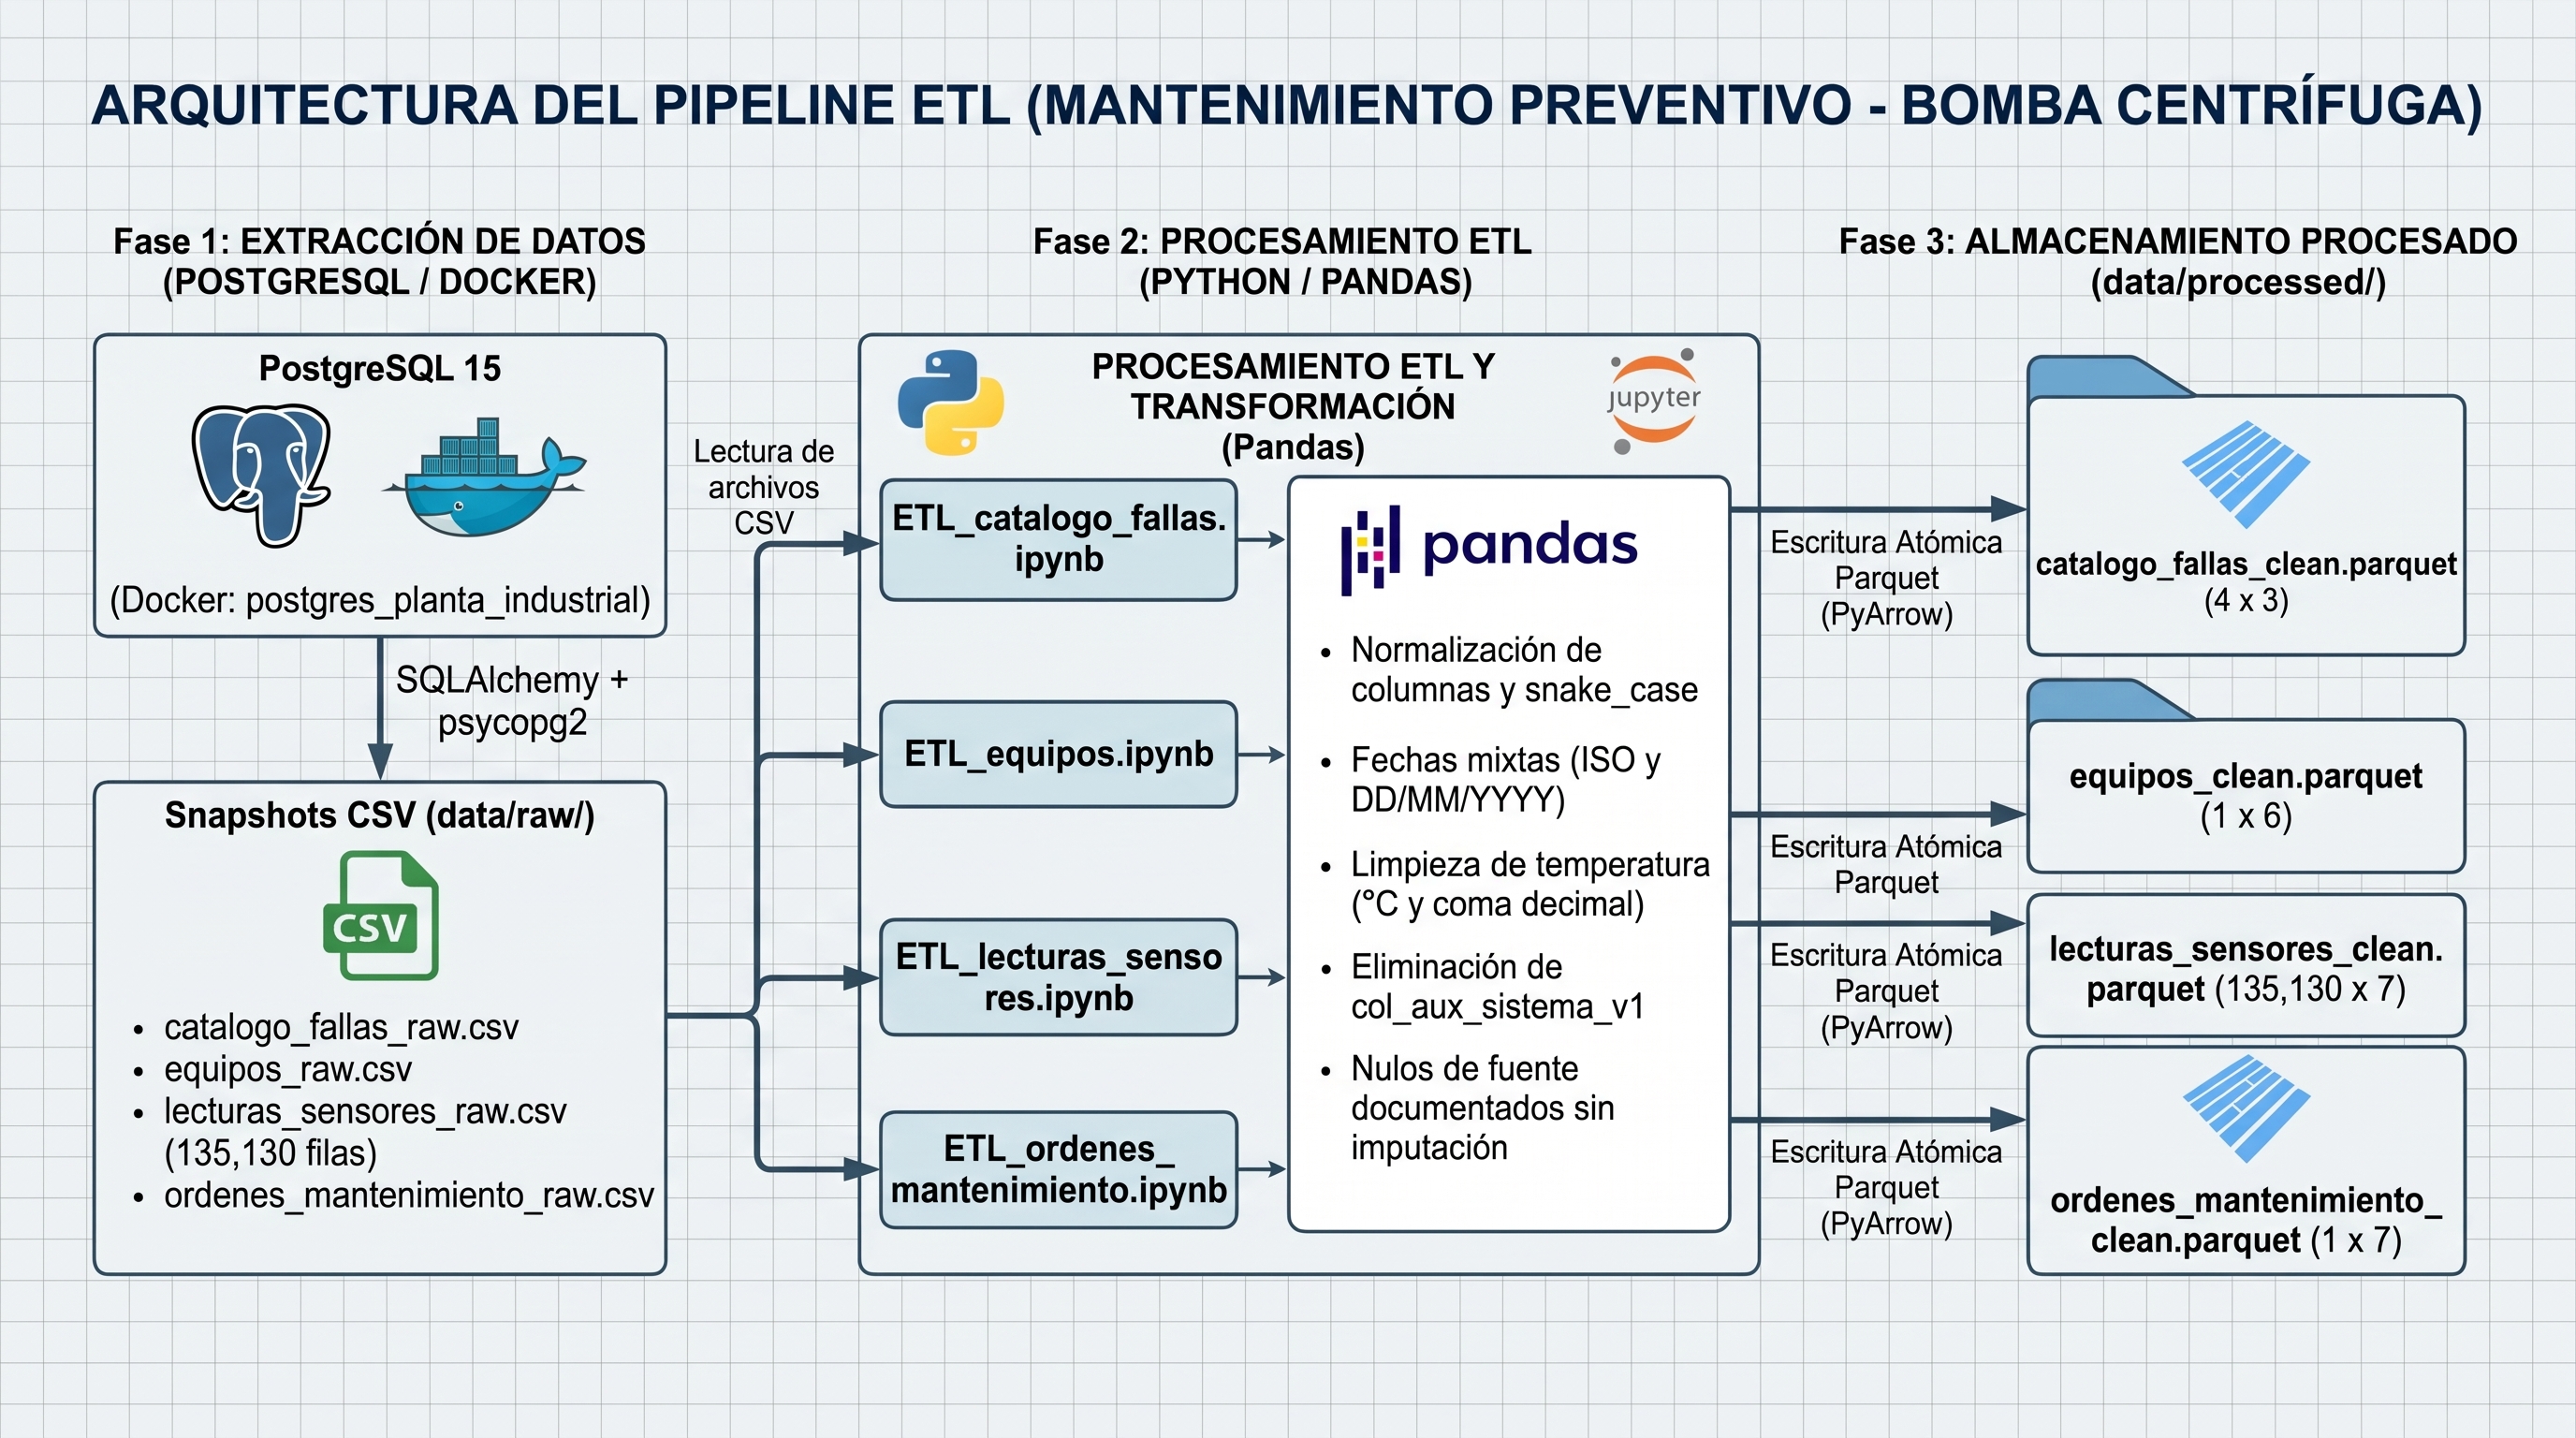 ARQUITECTURA DEL PIPELINE ETL (MANTENIMIENTO PREVENTIVO - BOMBA CENTRÍFUGA)
Fase 1: EXTRACCIÓN DE DATOS
(POSTGRESQL / DOCKER)
PostgreSQL 15
(Docker: postgres_planta_industrial)
SQLAlchemy +
psycopg2
Snapshots CSV (data/raw/)
CSV
• catalogo_fallas_raw.csv
• equipos_raw.csv
• lecturas_sensores_raw.csv
(135,130 filas)
• ordenes_mantenimiento_raw.csv
Lectura de
archivos
CSV
Fase 2: PROCESAMIENTO ETL
(PYTHON / PANDAS)
PROCESAMIENTO ETL Y
TRANSFORMACIÓN
(Pandas)
jupyter
ETL_catalogo_fallas.
ipynb
ETL_equipos.ipynb
ETL_lecturas_senso
res.ipynb
ETL_ordenes_
mantenimiento.ipynb
pandas
• Normalización de
columnas y snake_case
• Fechas mixtas (ISO y
DD/MM/YYYY)
• Limpieza de temperatura
(°C y coma decimal)
• Eliminación de
col_aux_sistema_v1
• Nulos de fuente
documentados sin
imputación
Escritura Atómica
Parquet
(PyArrow)
Escritura Atómica
Parquet
Escritura Atómica
Parquet
(PyArrow)
Escritura Atómica
Parquet
(PyArrow)
Fase 3: ALMACENAMIENTO PROCESADO
(data/processed/)
catalogo_fallas_clean.parquet
(4 x 3)
equipos_clean.parquet
(1 x 6)
lecturas_sensores_clean.
parquet (135,130 x 7)
ordenes_mantenimiento_
clean.parquet (1 x 7)